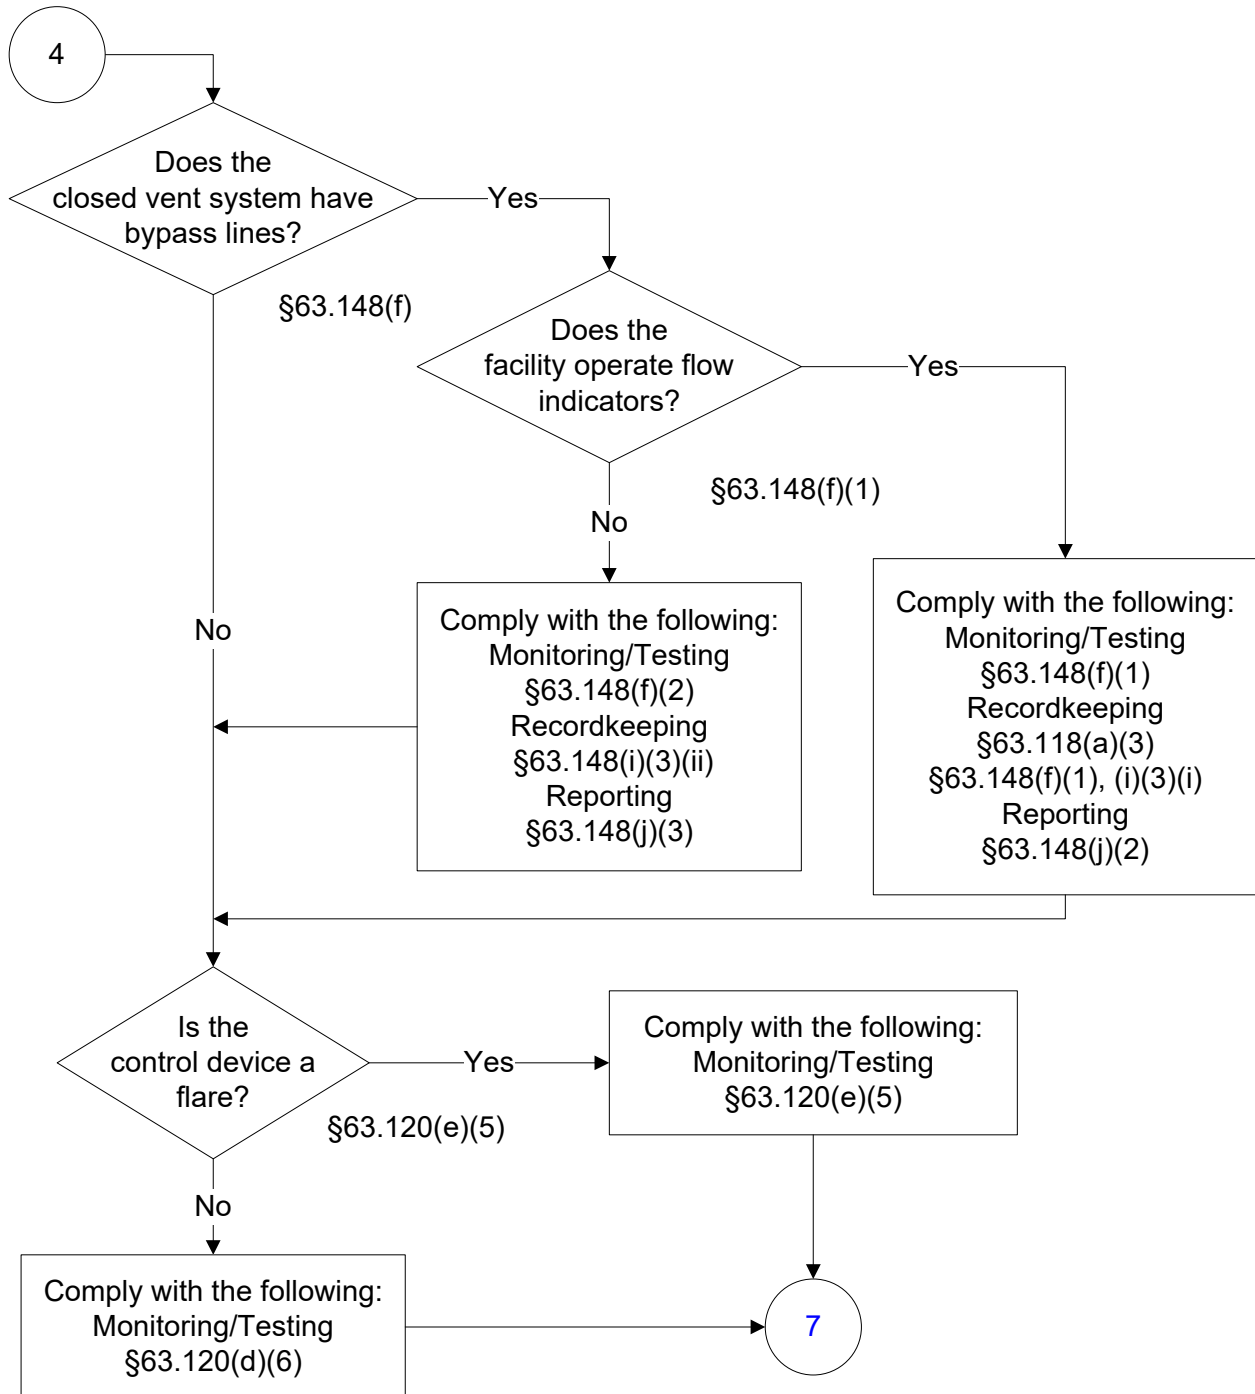 4
Does the
closed vent system have
bypass lines?
Yes
§63.148(f)
Does the
facility operate flow
indicators?
Yes
§63.148(f)(1)
No
No
Comply with the following:
Monitoring/Testing
§63.148(f)(2)
Recordkeeping
§63.148(i)(3)(ii)
Reporting
§63.148(j)(3)
Comply with the following:
Monitoring/Testing
§63.148(f)(1)
Recordkeeping
§63.118(a)(3)
§63.148(f)(1), (i)(3)(i)
Reporting
§63.148(j)(2)
Is the
control device a
flare?
Yes
§63.120(e)(5)
Comply with the following:
Monitoring/Testing
§63.120(e)(5)
No
Comply with the following:
Monitoring/Testing
§63.120(d)(6)
7